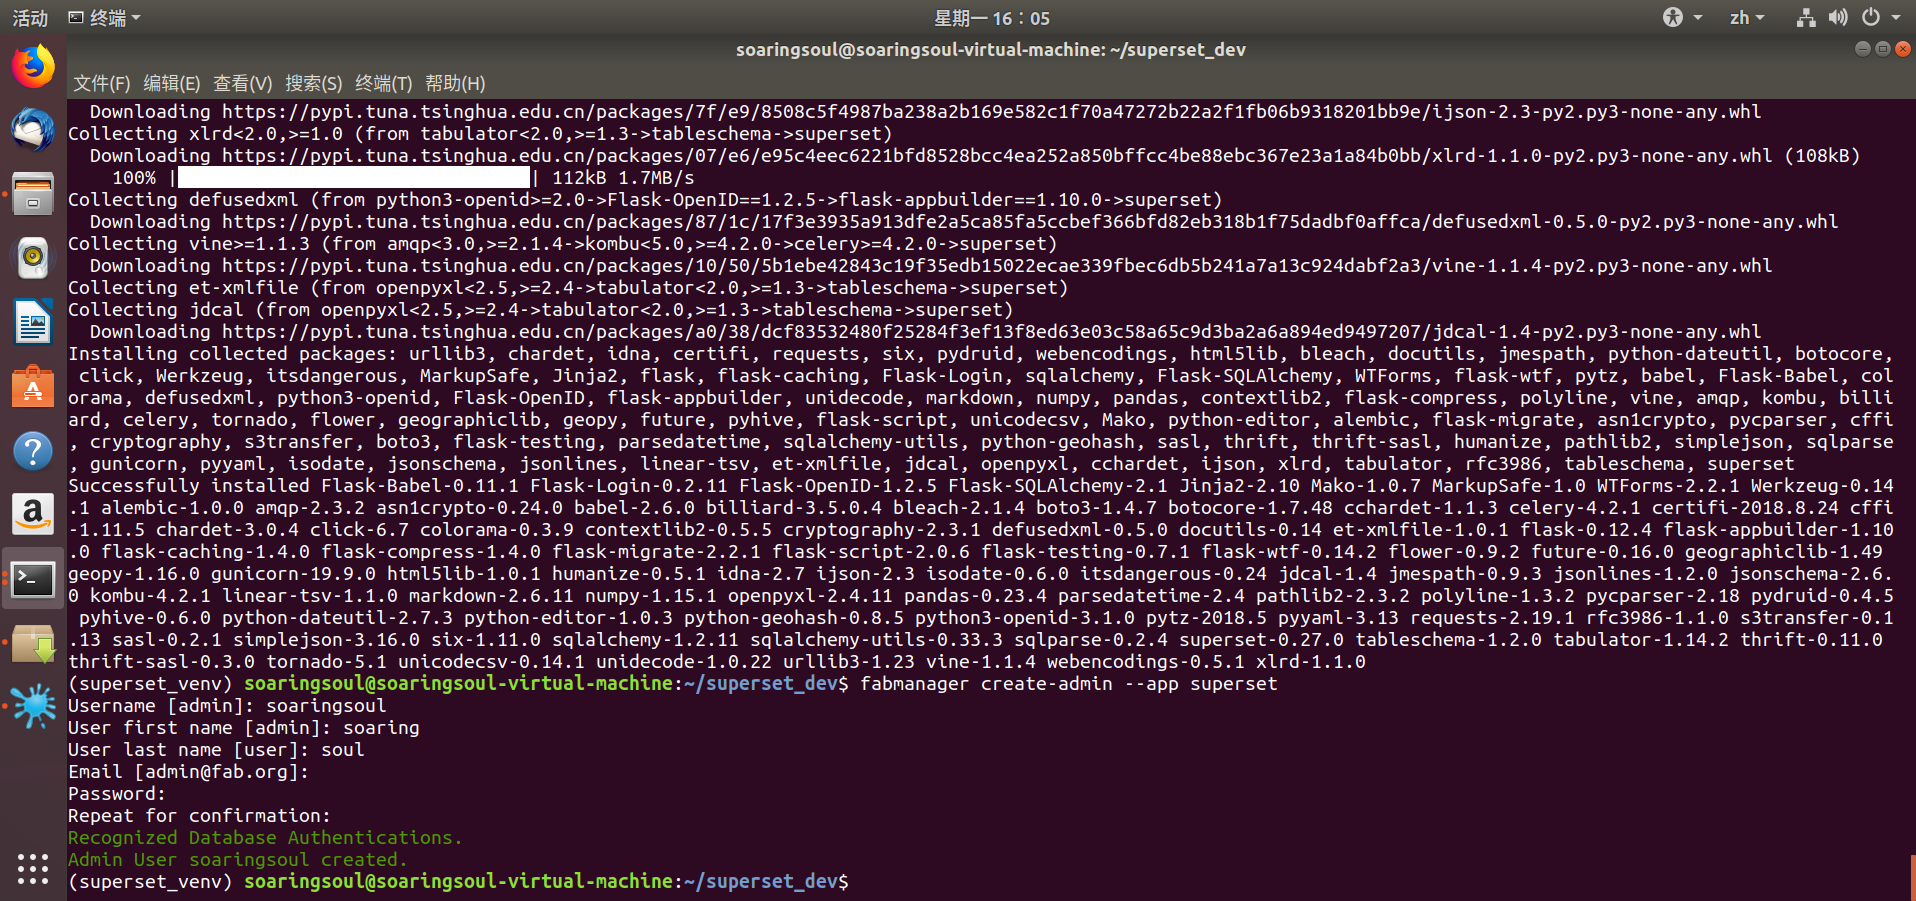 活动 终端 星期一 16：05 zh
soaringsoul@soaringsoul-virtual-machine: ~/superset_dev
文件(F) 编辑(E) 查看(V) 搜索(S) 终端(T) 帮助(H)
  Downloading https://pypi.tuna.tsinghua.edu.cn/packages/7f/e9/8508c5f4987ba238a2b169e582c1f70a47272b22a2f1fb06b9318201bb9e/ijson-2.3-py2.py3-none-any.whl
Collecting xlrd<2.0,>=1.0 (from tabulator<2.0,>=1.3->tableschema->superset)
  Downloading https://pypi.tuna.tsinghua.edu.cn/packages/07/e6/e95c4eec6221bfd8528bcc4ea252a850bffcc4be88ebc367e23a1a84b0bb/xlrd-1.1.0-py2.py3-none-any.whl (108kB)
    100% |                                | 112kB 1.7MB/s
Collecting defusedxml (from python3-openid>=2.0->Flask-OpenID==1.2.5->flask-appbuilder==1.10.0->superset)
  Downloading https://pypi.tuna.tsinghua.edu.cn/packages/87/1c/17f3e3935a913dfe2a5ca85fa5ccbef366bfd82eb318b1f75dadbf0affca/defusedxml-0.5.0-py2.py3-none-any.whl
Collecting vine>=1.1.3 (from amqp<3.0,>=2.1.4->kombu<5.0,>=4.2.0->celery>=4.2.0->superset)
  Downloading https://pypi.tuna.tsinghua.edu.cn/packages/10/50/5b1ebe42843c19f35edb15022ecae339fbec6db5b241a7a13c924dabf2a3/vine-1.1.4-py2.py3-none-any.whl
Collecting et-xmlfile (from openpyxl<2.5,>=2.4->tabulator<2.0,>=1.3->tableschema->superset)
Collecting jdcal (from openpyxl<2.5,>=2.4->tabulator<2.0,>=1.3->tableschema->superset)
  Downloading https://pypi.tuna.tsinghua.edu.cn/packages/a0/38/dcf83532480f25284f3ef13f8ed63e03c58a65c9d3ba2a6a894ed9497207/jdcal-1.4-py2.py3-none-any.whl
Installing collected packages: urllib3, chardet, idna, certifi, requests, six, pydruid, webencodings, html5lib, bleach, docutils, jmespath, python-dateutil, botocore,
 click, Werkzeug, itsdangerous, MarkupSafe, Jinja2, flask, flask-caching, Flask-Login, sqlalchemy, Flask-SQLAlchemy, WTForms, flask-wtf, pytz, babel, Flask-Babel, col
orama, defusedxml, python3-openid, Flask-OpenID, flask-appbuilder, unidecode, markdown, numpy, pandas, contextlib2, flask-compress, polyline, vine, amqp, kombu, billi
ard, celery, tornado, flower, geographiclib, geopy, future, pyhive, flask-script, unicodecsv, Mako, python-editor, alembic, flask-migrate, asn1crypto, pycparser, cffi
, cryptography, s3transfer, boto3, flask-testing, parsedatetime, sqlalchemy-utils, python-geohash, sasl, thrift, thrift-sasl, humanize, pathlib2, simplejson, sqlparse
, gunicorn, pyyaml, isodate, jsonschema, jsonlines, linear-tsv, et-xmlfile, jdcal, openpyxl, cchardet, ijson, xlrd, tabulator, rfc3986, tableschema, superset
Successfully installed Flask-Babel-0.11.1 Flask-Login-0.2.11 Flask-OpenID-1.2.5 Flask-SQLAlchemy-2.1 Jinja2-2.10 Mako-1.0.7 MarkupSafe-1.0 WTForms-2.2.1 Werkzeug-0.14
.1 alembic-1.0.0 amqp-2.3.2 asn1crypto-0.24.0 babel-2.6.0 billiard-3.5.0.4 bleach-2.1.4 boto3-1.4.7 botocore-1.7.48 cchardet-1.1.3 celery-4.2.1 certifi-2018.8.24 cffi
-1.11.5 chardet-3.0.4 click-6.7 colorama-0.3.9 contextlib2-0.5.5 cryptography-2.3.1 defusedxml-0.5.0 docutils-0.14 et-xmlfile-1.0.1 flask-0.12.4 flask-appbuilder-1.10
.0 flask-caching-1.4.0 flask-compress-1.4.0 flask-migrate-2.2.1 flask-script-2.0.6 flask-testing-0.7.1 flask-wtf-0.14.2 flower-0.9.2 future-0.16.0 geographiclib-1.49
geopy-1.16.0 gunicorn-19.9.0 html5lib-1.0.1 humanize-0.5.1 idna-2.7 ijson-2.3 isodate-0.6.0 itsdangerous-0.24 jdcal-1.4 jmespath-0.9.3 jsonlines-1.2.0 jsonschema-2.6.
0 kombu-4.2.1 linear-tsv-1.1.0 markdown-2.6.11 numpy-1.15.1 openpyxl-2.4.11 pandas-0.23.4 parsedatetime-2.4 pathlib2-2.3.2 polyline-1.3.2 pycparser-2.18 pydruid-0.4.5
 pyhive-0.6.0 python-dateutil-2.7.3 python-editor-1.0.3 python-geohash-0.8.5 python3-openid-3.1.0 pytz-2018.5 pyyaml-3.13 requests-2.19.1 rfc3986-1.1.0 s3transfer-0.1
.13 sasl-0.2.1 simplejson-3.16.0 six-1.11.0 sqlalchemy-1.2.11 sqlalchemy-utils-0.33.3 sqlparse-0.2.4 superset-0.27.0 tableschema-1.2.0 tabulator-1.14.2 thrift-0.11.0
thrift-sasl-0.3.0 tornado-5.1 unicodecsv-0.14.1 unidecode-1.0.22 urllib3-1.23 vine-1.1.4 webencodings-0.5.1 xlrd-1.1.0
(superset_venv) soaringsoul@soaringsoul-virtual-machine:~/superset_dev$ fabmanager create-admin --app superset
Username [admin]: soaringsoul
User first name [admin]: soaring
User last name [user]: soul
Email [admin@fab.org]:
Password:
Repeat for confirmation:
Recognized Database Authentications.
Admin User soaringsoul created.
(superset_venv) soaringsoul@soaringsoul-virtual-machine:~/superset_dev$